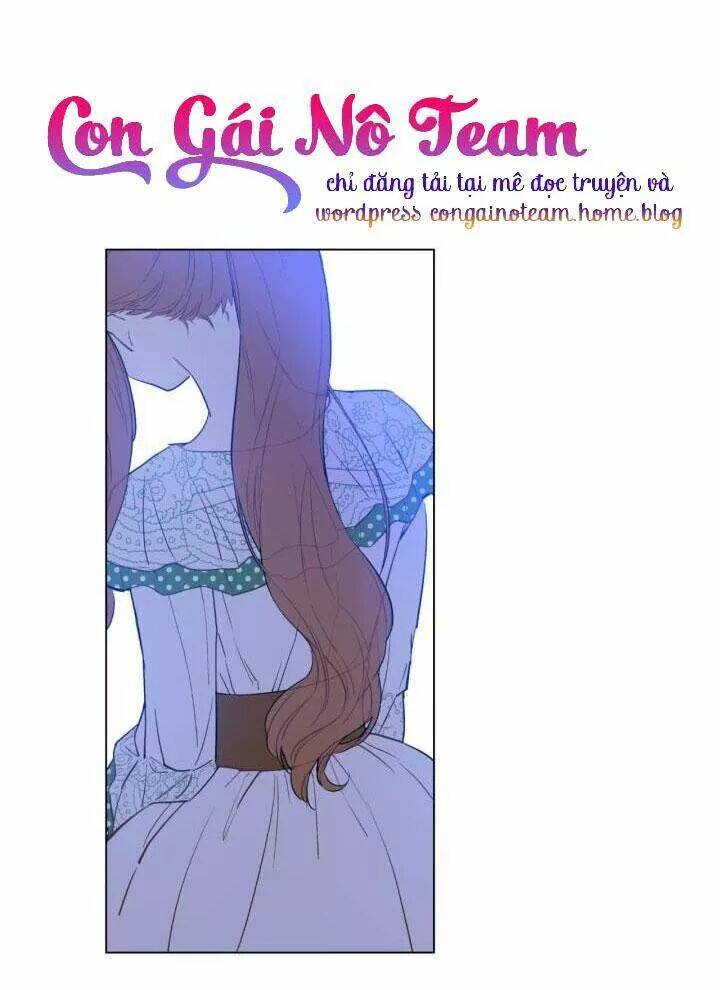 Con Gái Nô Team
chỉ đăng tải tại mê đọc truyện và
wordpress congainoteam.home.blog